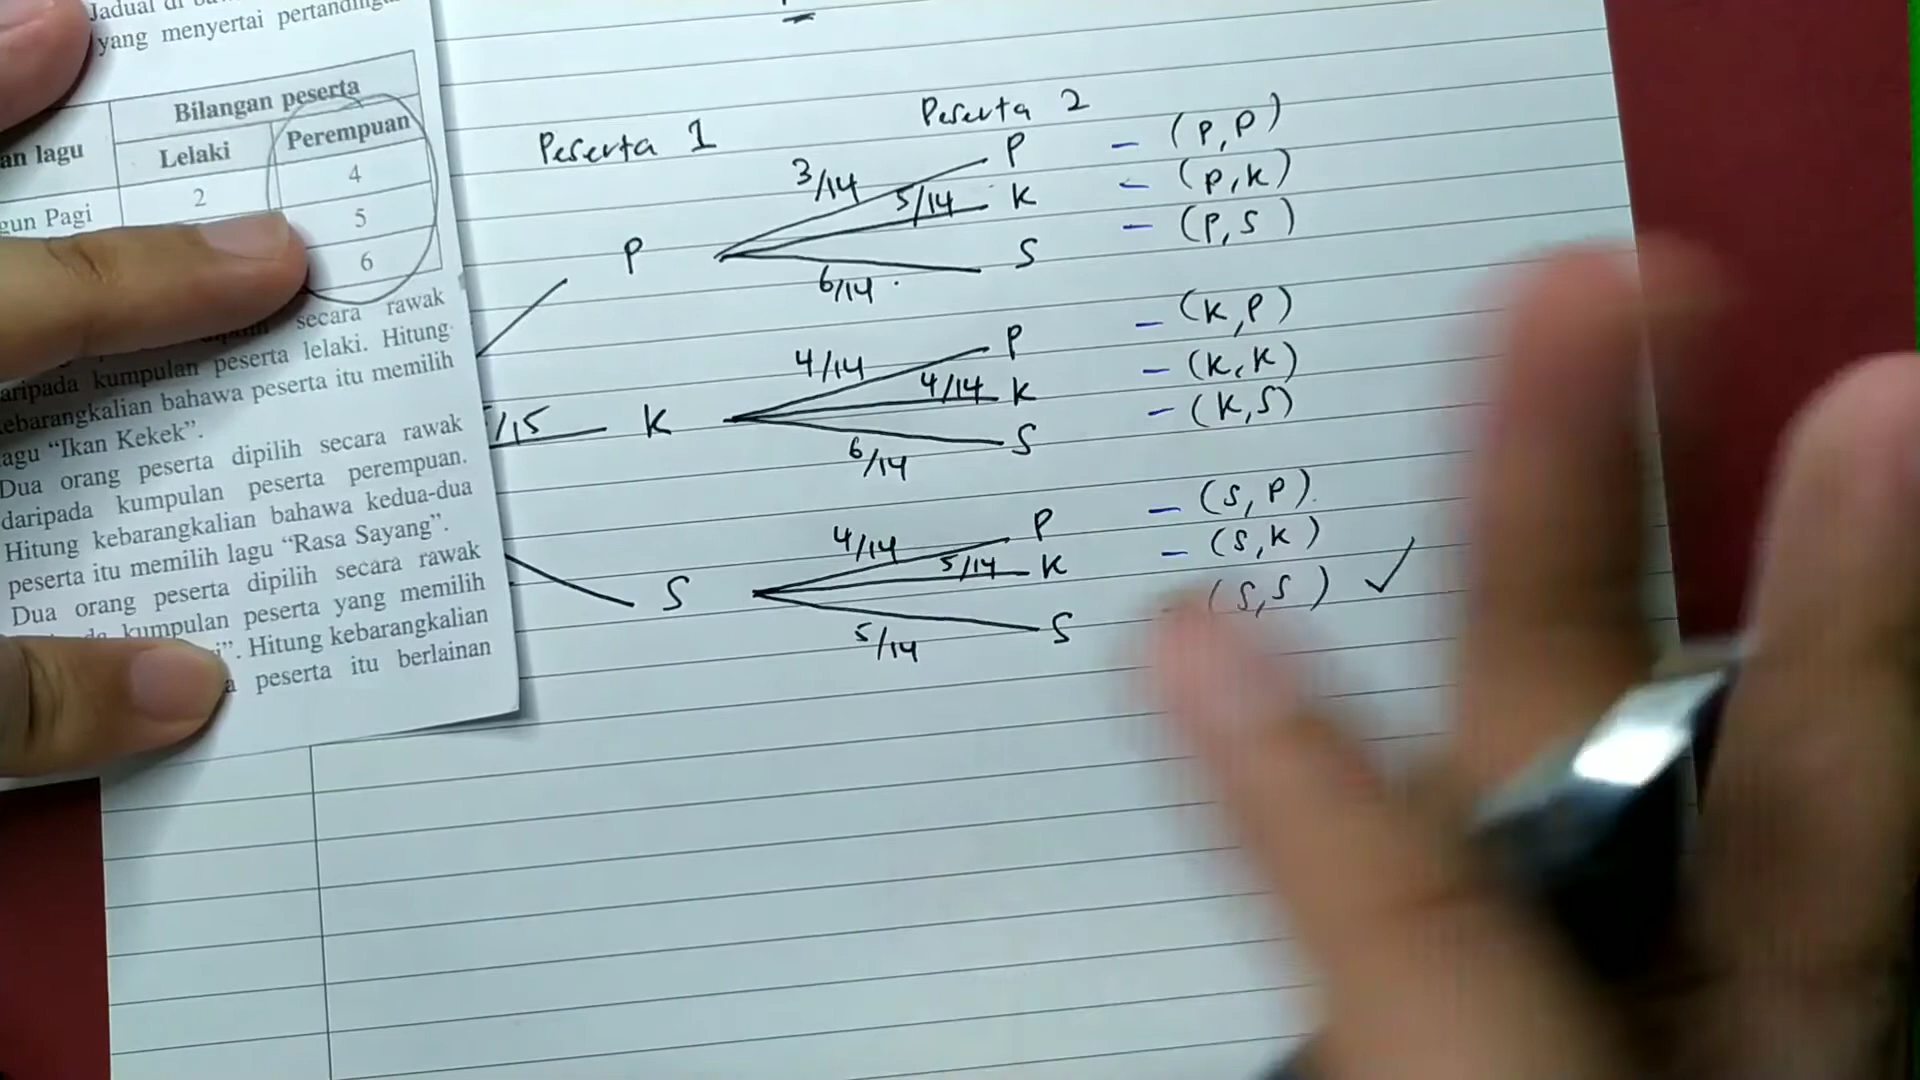 Jadual di
yang menyertai pertandingan
an lagu
Bilangan peserta
Lelaki
Perempuan
gun Pagi
2
4
5
6
secara rawak
aripada kumpulan peserta lelaki. Hitung
ebarangkalian bahawa peserta itu memilih
agu “Ikan Kekek”.
Dua orang peserta dipilih secara rawak
daripada kumpulan peserta perempuan.
Hitung kebarangkalian bahawa kedua-dua
peserta itu memilih lagu “Rasa Sayang”.
Dua orang peserta dipilih secara rawak
kumpulan peserta yang memilih
i”. Hitung kebarangkalian
a peserta itu berlainan
Peserta 1
Peserta 2
P
3/14 P - (P,P)
5/14 K - (P,K)
6/14 S - (P,S)
/15 K
4/14 P - (K,P)
4/14 K - (K,K)
6/14 S - (K,S)
S
4/14 P - (S,P)
5/14 K - (S,K)
5/14 S (S,S) ✓